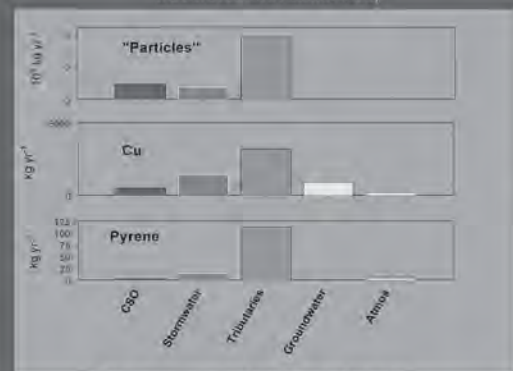 "Particles"
Cu
kg yr⁻¹
0
Pyrene
kg yr⁻¹
125
100
75
50
25
0
CSO
Stormwater
Tributaries
Groundwater
Atmos